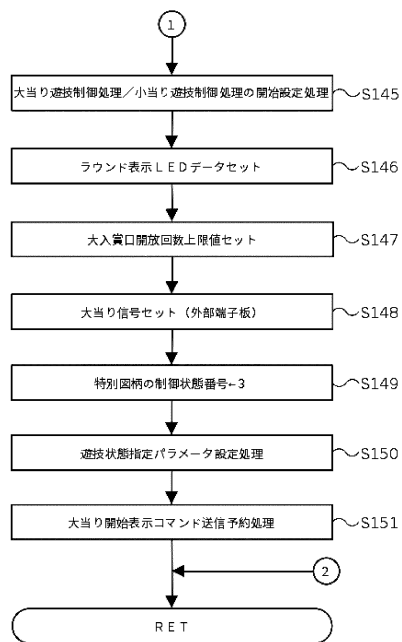 1
大当り遊技制御処理／小当り遊技制御処理の開始設定処理 S145
ラウンド表示LEDデータセット S146
大入賞口開放回数上限値セット S147
大当り信号セット（外部端子板） S148
特別図柄の制御状態番号←3 S149
遊技状態指定パラメータ設定処理 S150
大当り開始表示コマンド送信予約処理 S151
2
RET